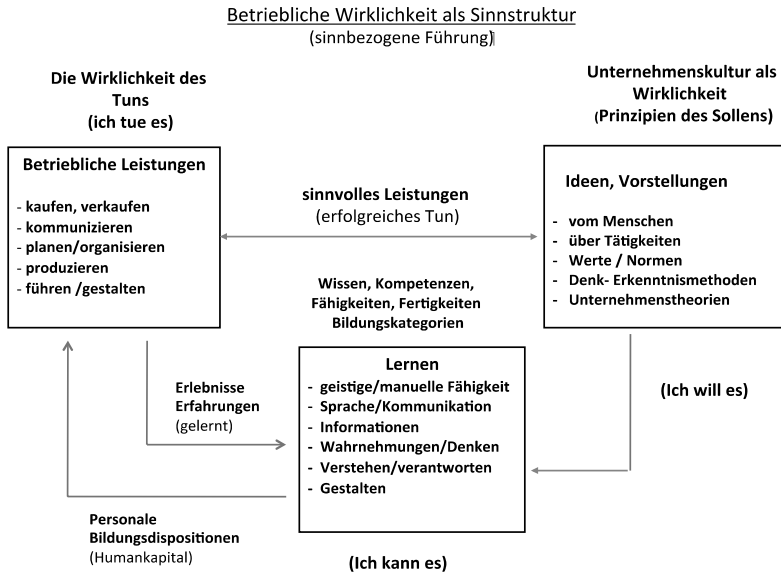 Betriebliche Wirklichkeit als Sinnstruktur
(sinnbezogene Führung)
Die Wirklichkeit des
Tuns
(ich tue es)
Unternehmenskultur als
Wirklichkeit
(Prinzipien des Sollens)
Betriebliche Leistungen
- kaufen, verkaufen
- kommunizieren
- planen/organisieren
- produzieren
- führen /gestalten
sinnvolles Leistungen
(erfolgreiches Tun)
Ideen, Vorstellungen
- vom Menschen
- über Tätigkeiten
- Werte / Normen
- Denk- Erkenntnismethoden
- Unternehmenstheorien
Wissen, Kompetenzen,
Fähigkeiten, Fertigkeiten
Bildungskategorien
Lernen
- geistige/manuelle Fähigkeit
- Sprache/Kommunikation
- Informationen
- Wahrnehmungen/Denken
- Verstehen/verantworten
- Gestalten
Erlebnisse
Erfahrungen
(gelernt)
(Ich will es)
Personale
Bildungsdispositionen
(Humankapital)
(Ich kann es)